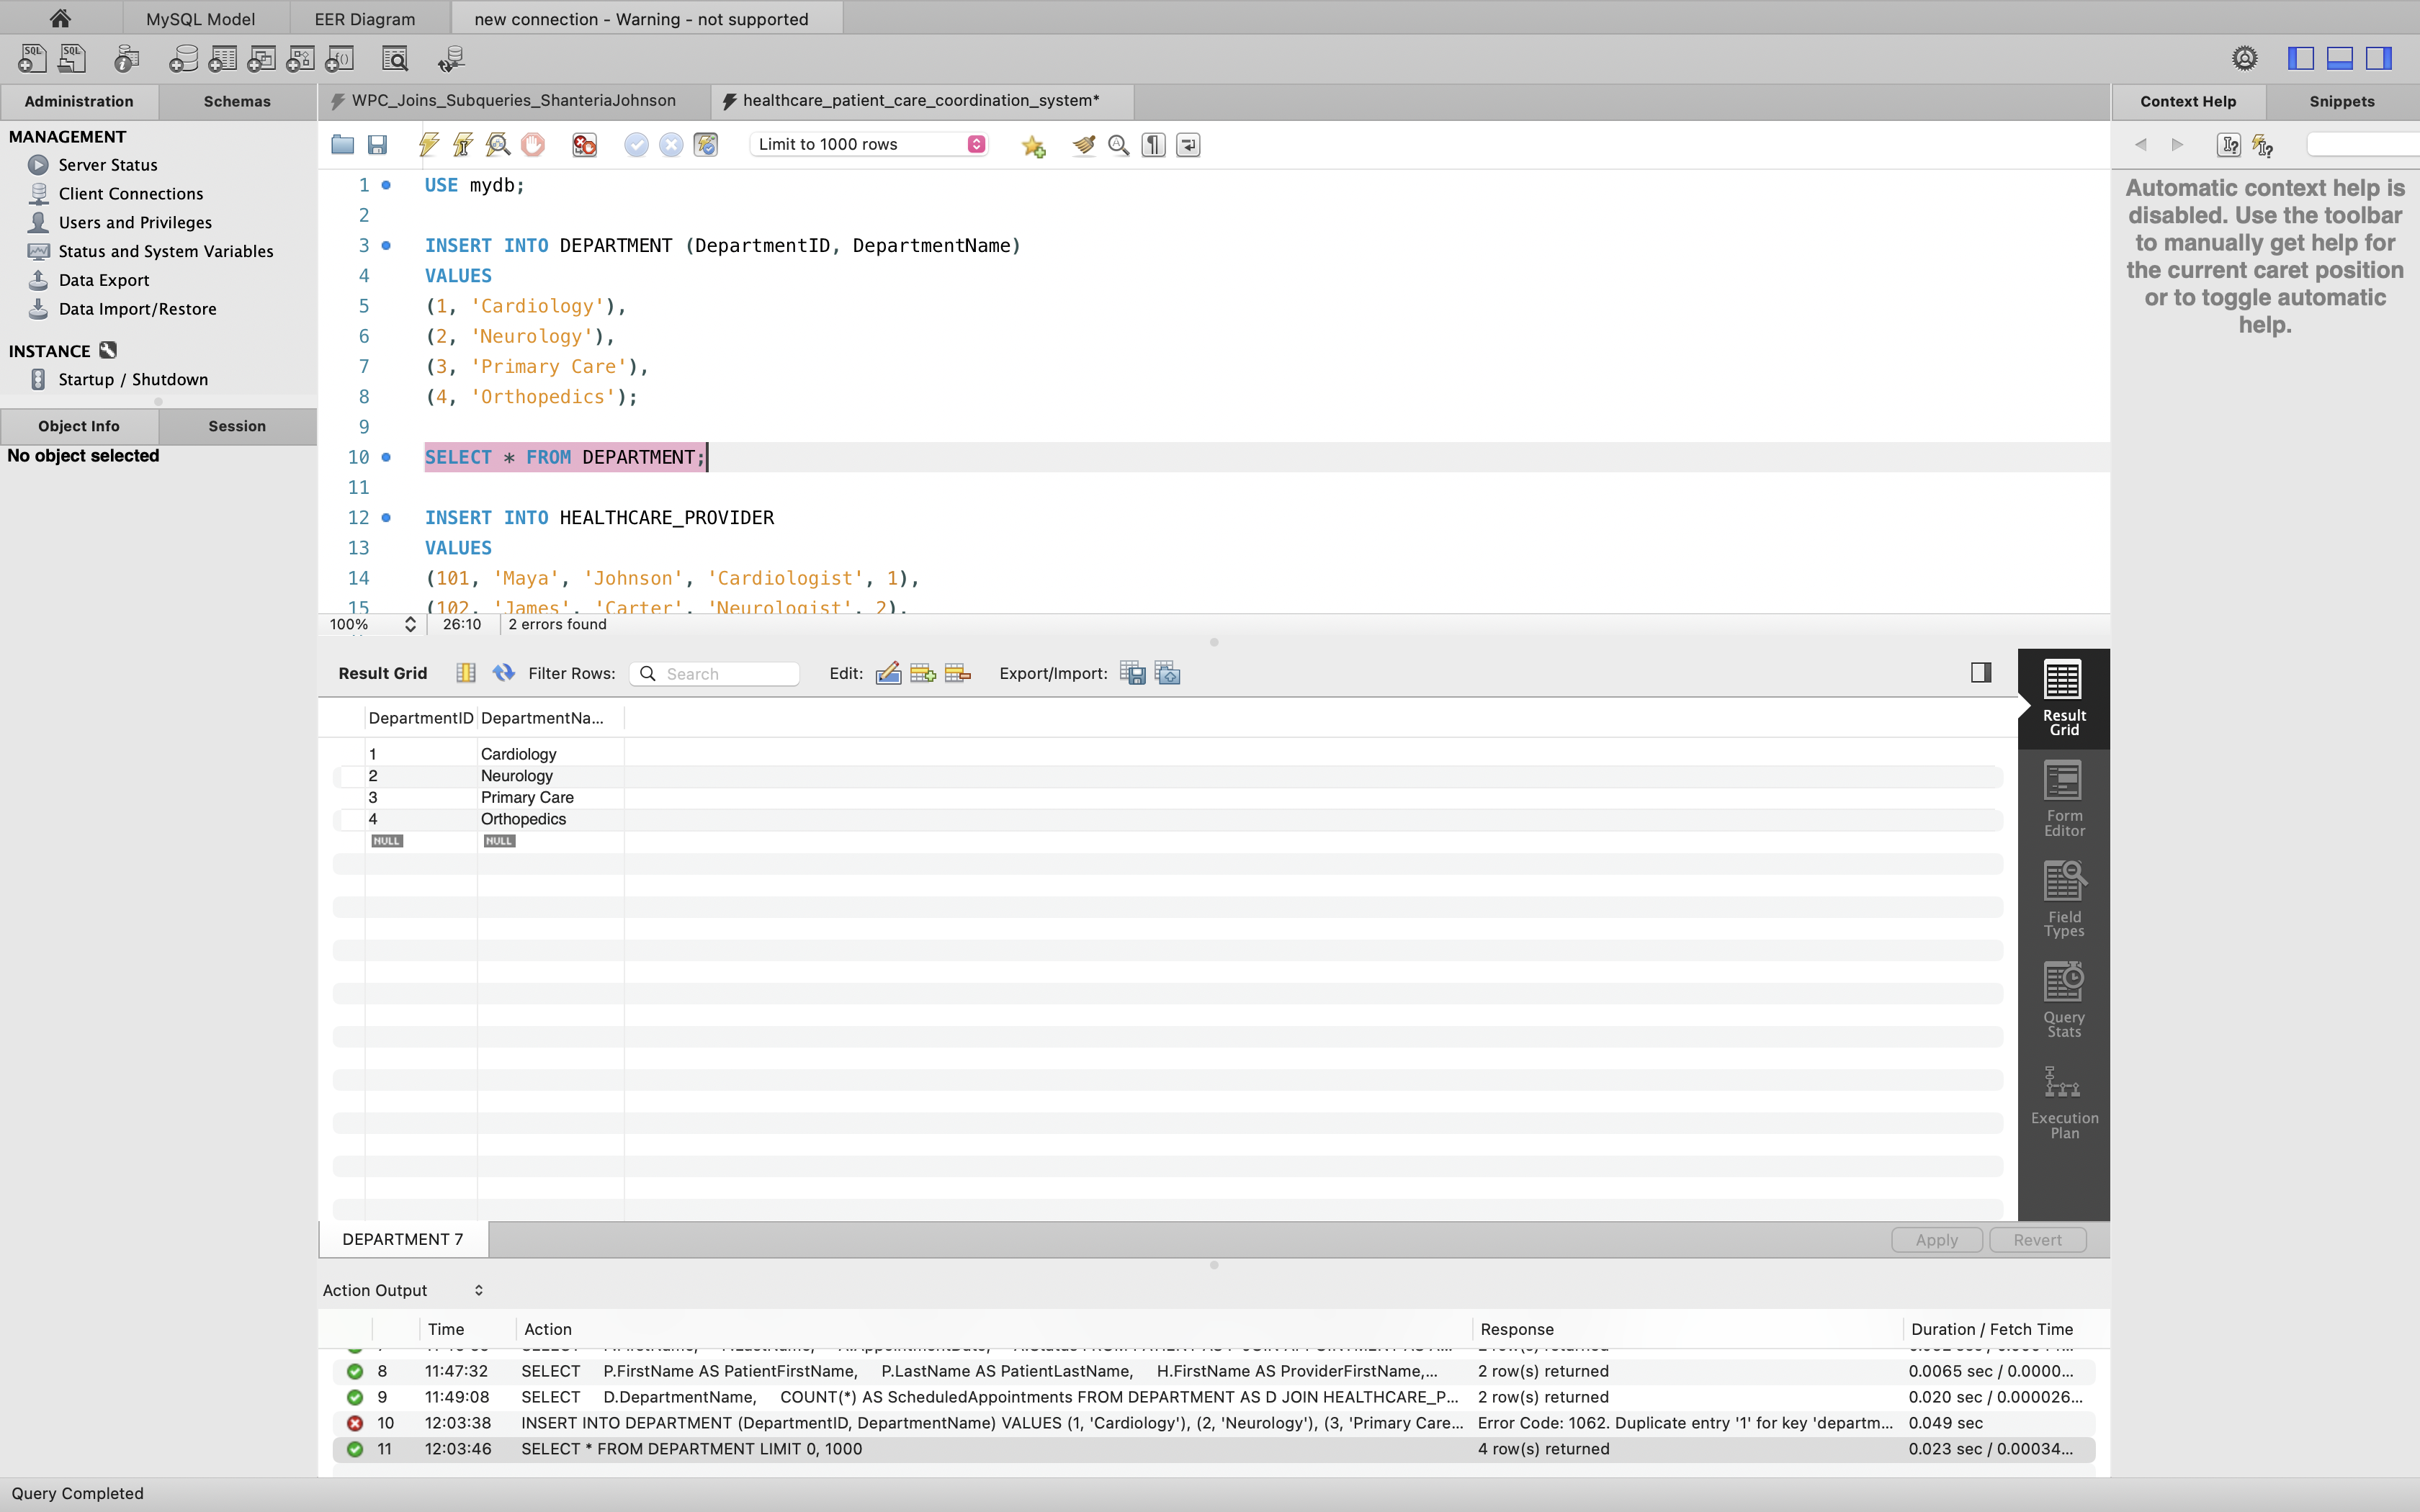 MySQL Model
EER Diagram
new connection - Warning - not supported
SQL
SQL
Administration
Schemas
WPC_Joins_Subqueries_ShanteriaJohnson
healthcare_patient_care_coordination_system*
Context Help
Snippets
MANAGEMENT
Server Status
Client Connections
Users and Privileges
Status and System Variables
Data Export
Data Import/Restore
INSTANCE
Startup / Shutdown
Object Info
Session
No object selected
Limit to 1000 rows
1 USE mydb;
2
3 INSERT INTO DEPARTMENT (DepartmentID, DepartmentName)
4 VALUES
5 (1, 'Cardiology'),
6 (2, 'Neurology'),
7 (3, 'Primary Care'),
8 (4, 'Orthopedics');
9
10 SELECT * FROM DEPARTMENT;
11
12 INSERT INTO HEALTHCARE_PROVIDER
13 VALUES
14 (101, 'Maya', 'Johnson', 'Cardiologist', 1),
15 (102, 'James', 'Carter', 'Neurologist', 2),
100%
26:10
2 errors found
Automatic context help is
disabled. Use the toolbar
to manually get help for
the current caret position
or to toggle automatic
help.
Result Grid
Filter Rows:
Search
Edit:
Export/Import:
DepartmentID DepartmentNa...
1 Cardiology
2 Neurology
3 Primary Care
4 Orthopedics
NULL NULL
Result
Grid
Form
Editor
Field
Types
Query
Stats
Execution
Plan
DEPARTMENT 7
Apply
Revert
Action Output
Time Action Response Duration / Fetch Time
8 11:47:32 SELECT P.FirstName AS PatientFirstName, P.LastName AS PatientLastName, H.FirstName AS ProviderFirstName,... 2 row(s) returned 0.0065 sec / 0.0000...
9 11:49:08 SELECT D.DepartmentName, COUNT(*) AS ScheduledAppointments FROM DEPARTMENT AS D JOIN HEALTHCARE_P... 2 row(s) returned 0.020 sec / 0.000026...
10 12:03:38 INSERT INTO DEPARTMENT (DepartmentID, DepartmentName) VALUES (1, 'Cardiology'), (2, 'Neurology'), (3, 'Primary Care... Error Code: 1062. Duplicate entry '1' for key 'departm... 0.049 sec
11 12:03:46 SELECT * FROM DEPARTMENT LIMIT 0, 1000 4 row(s) returned 0.023 sec / 0.00034...
Query Completed